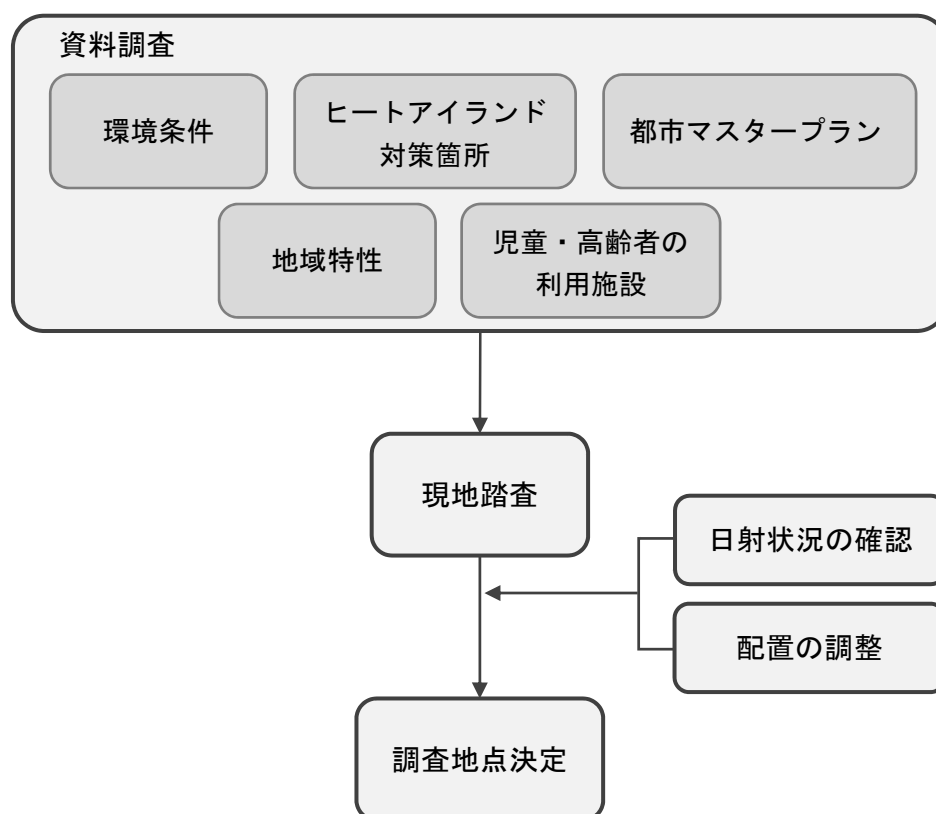 資料調査
環境条件
ヒートアイランド
対策箇所
都市マスタープラン
地域特性
児童・高齢者の
利用施設
現地踏査
日射状況の確認
配置の調整
調査地点決定